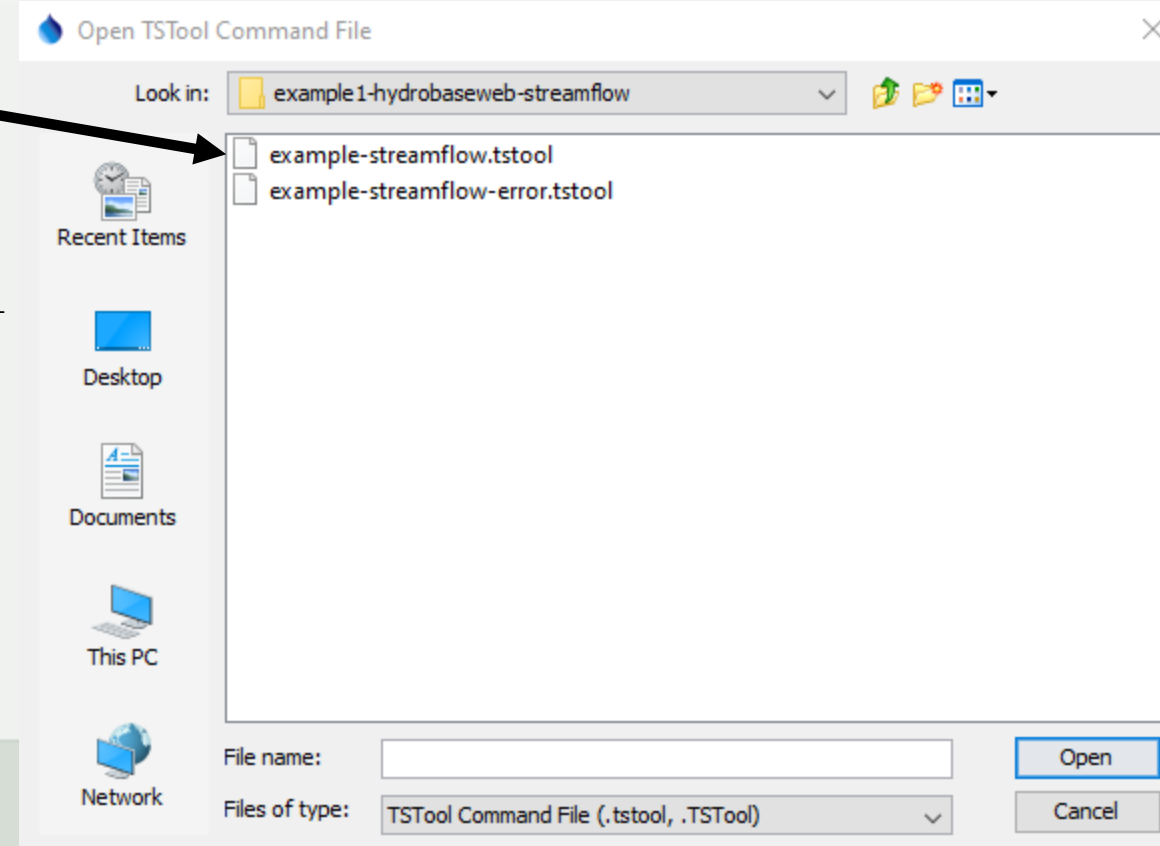 Open TSTool Command File
Look in: example1-hydrobaseweb-streamflow
example-streamflow.tstool
example-streamflow-error.tstool
Recent Items
Desktop
Documents
This PC
Network
File name: Open
Files of type: TSTool Command File (.tstool, .TSTool) Cancel